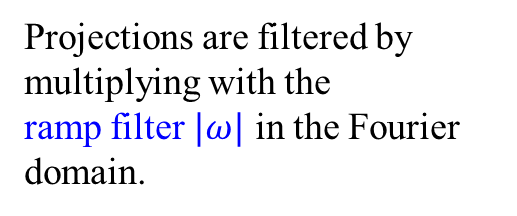 Projections are filtered by
multiplying with the
ramp filter |ω| in the Fourier
domain.